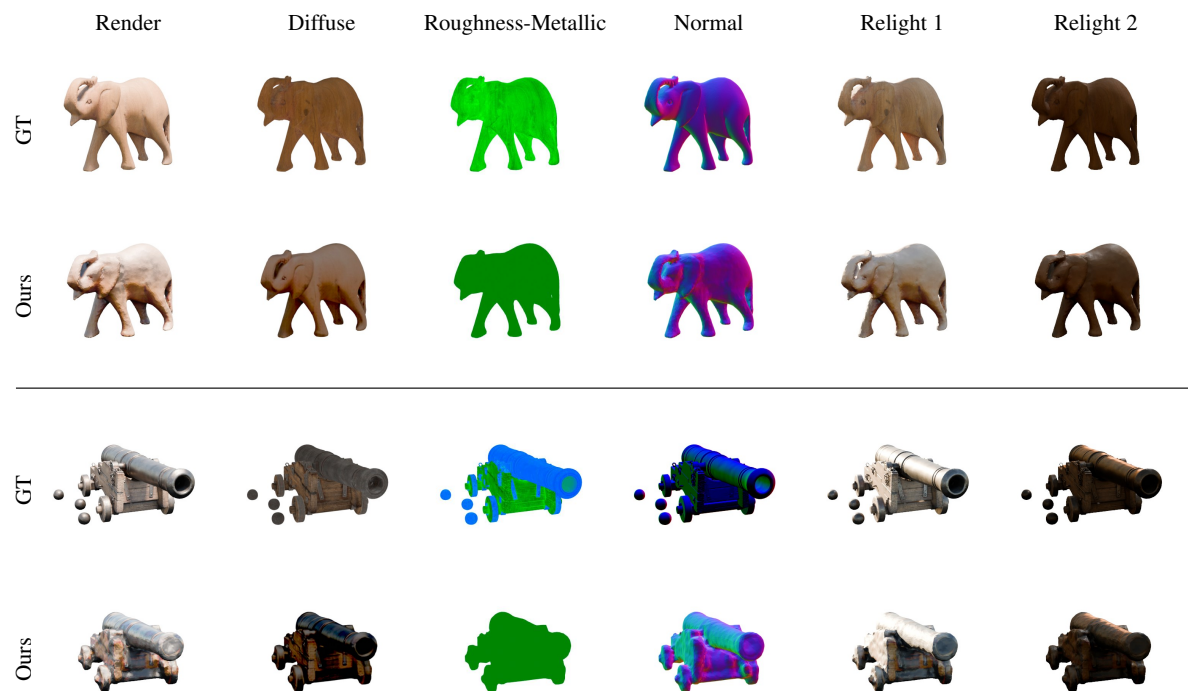 Render Diffuse Roughness-Metallic Normal Relight 1 Relight 2
GT
Ours
GT
Ours